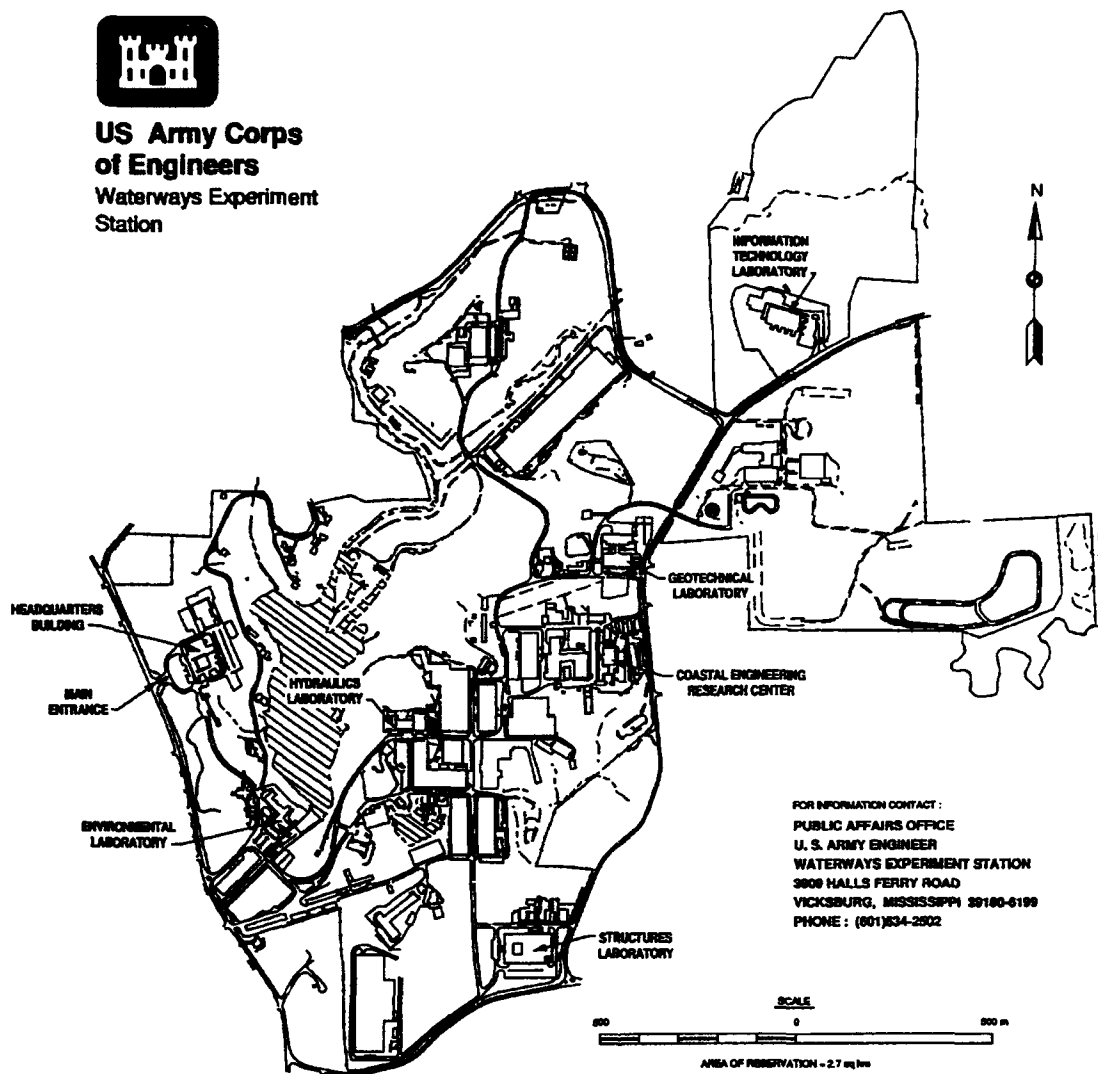 US Army Corps
of Engineers
Waterways Experiment
Station
N
INFORMATION
TECHNOLOGY
LABORATORY
GEOTECHNICAL
LABORATORY
HEADQUARTERS
BUILDING
MAIN
ENTRANCE
HYDRAULICS
LABORATORY
COASTAL ENGINEERING
RESEARCH CENTER
ENVIRONMENTAL
LABORATORY
STRUCTURES
LABORATORY
FOR INFORMATION CONTACT :
PUBLIC AFFAIRS OFFICE
U. S. ARMY ENGINEER
WATERWAYS EXPERIMENT STATION
3909 HALLS FERRY ROAD
VICKSBURG, MISSISSIPPI 39180-6199
PHONE : (601)634-2502
SCALE
500 0 500 m
AREA OF RESERVATION = 2.7 sq km